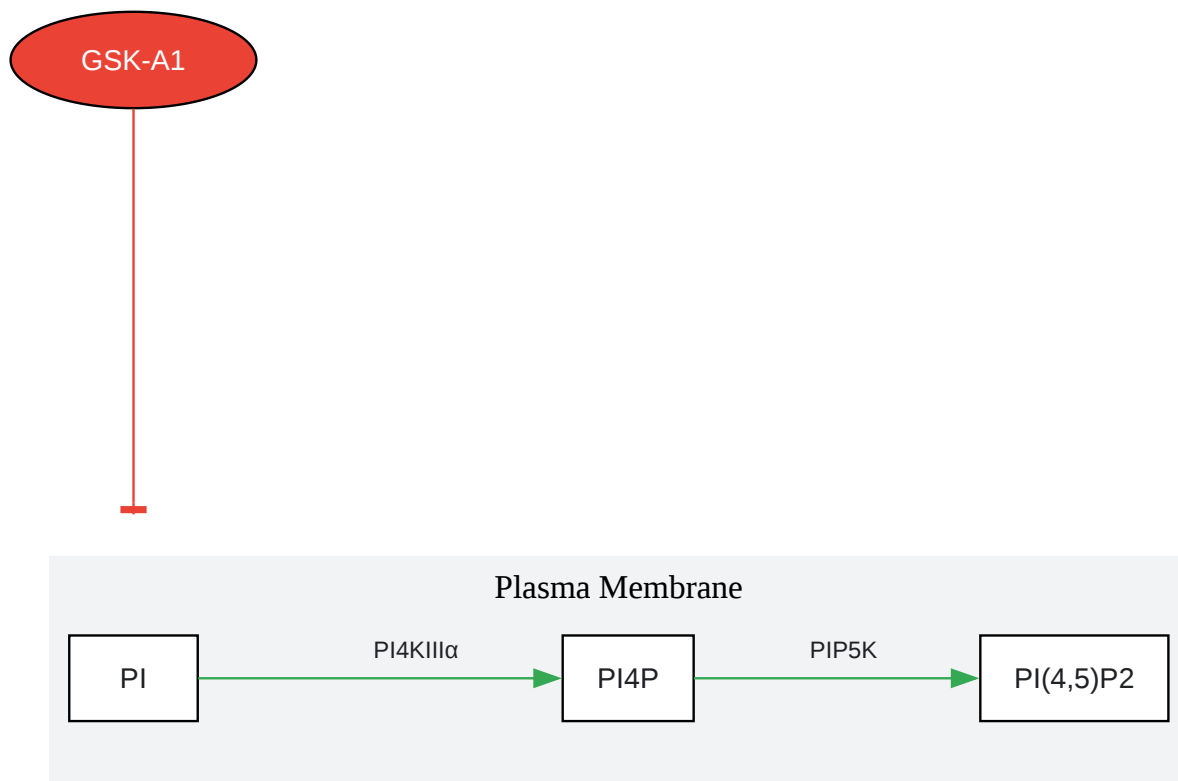 GSK-A1
Plasma Membrane
PI4KIIIα
PIP5K
PI
PI4P
PI(4,5)P2